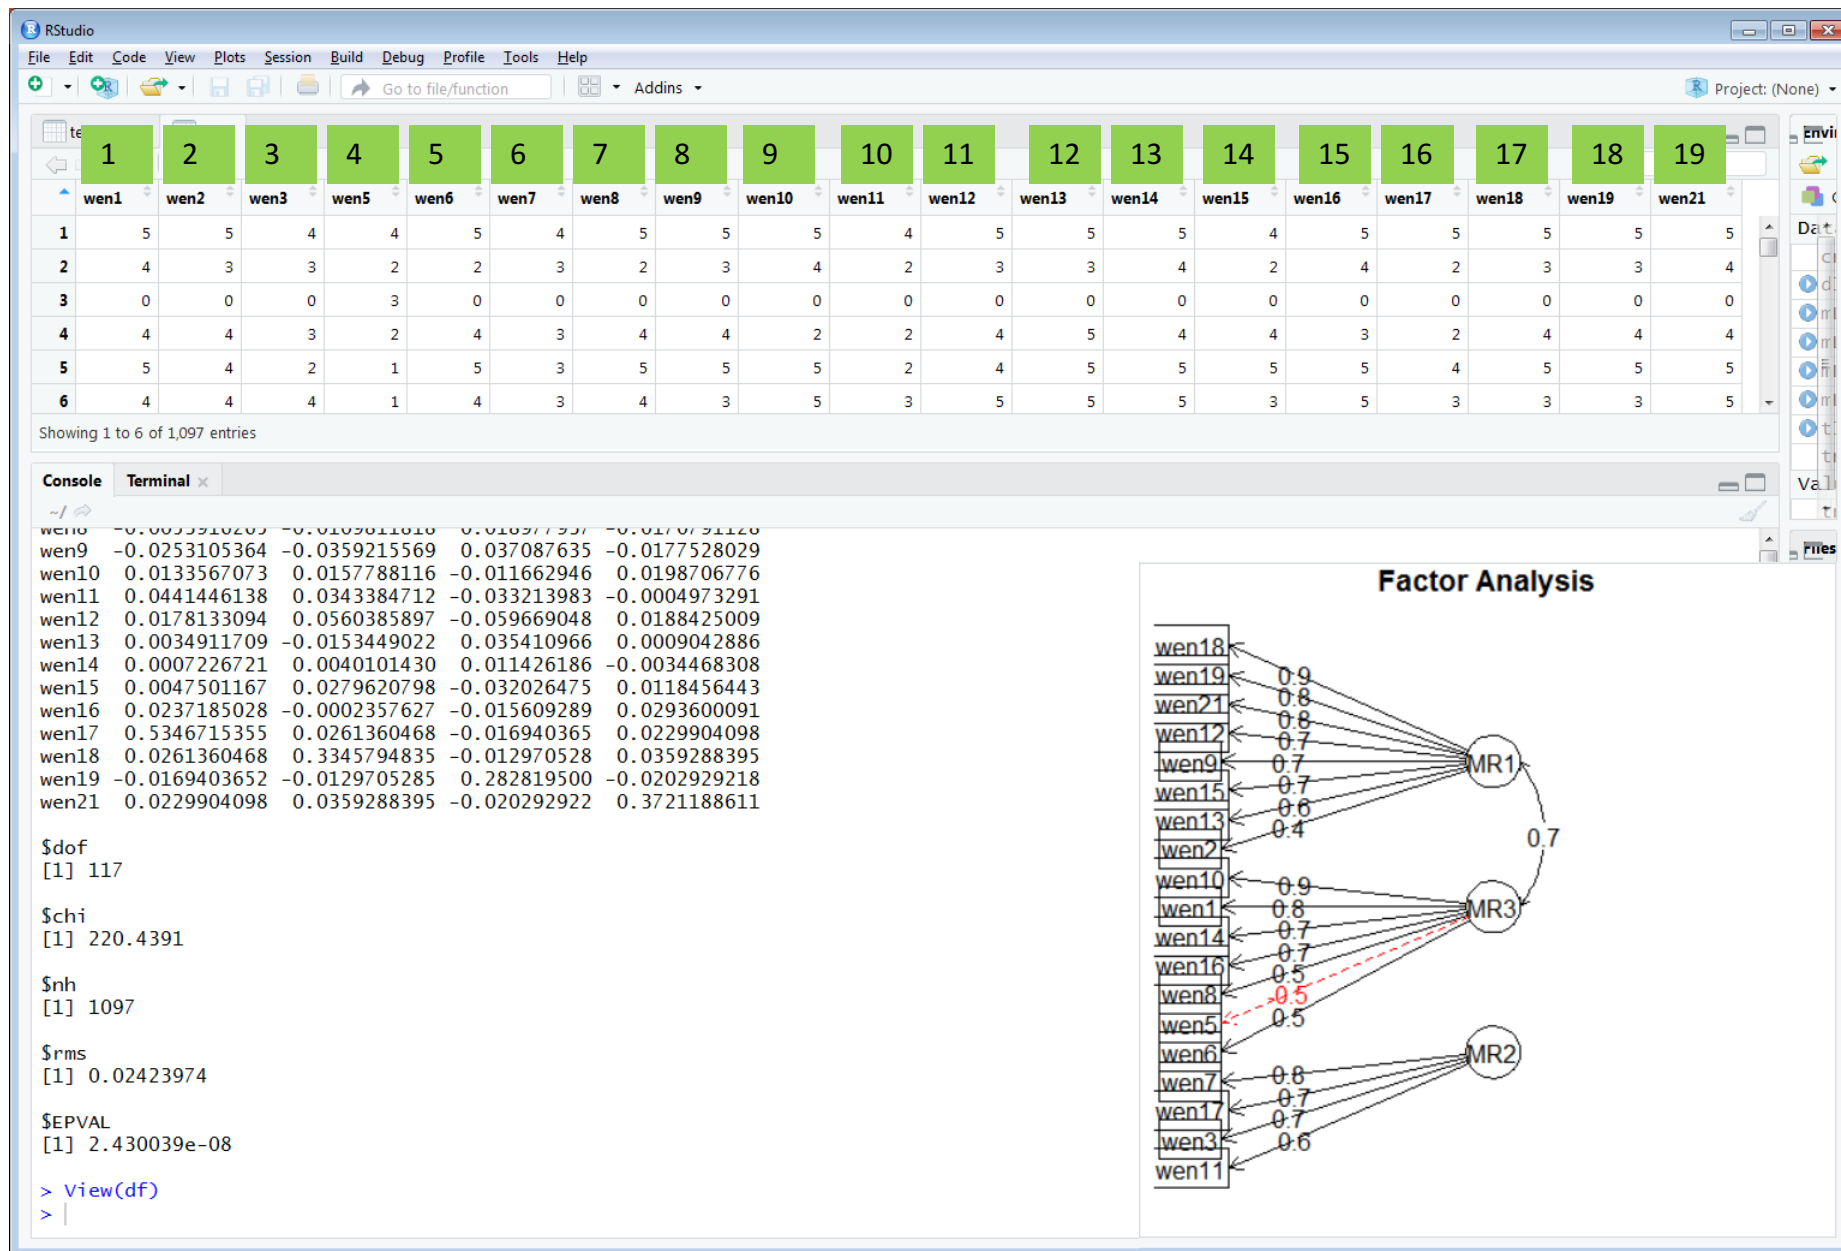 RStudio
File Edit Code View Plots Session Build Debug Profile Tools Help
Go to file/function Addins Project: (None)
1 2 3 4 5 6 7 8 9 10 11 12 13 14 15 16 17 18 19
wen1 wen2 wen3 wen5 wen6 wen7 wen8 wen9 wen10 wen11 wen12 wen13 wen14 wen15 wen16 wen17 wen18 wen19 wen21
1 5 5 4 4 5 4 5 5 5 4 5 5 5 4 5 5 5 5 5
2 4 3 3 2 2 3 2 3 4 2 3 3 4 2 4 2 3 3 4
3 0 0 0 3 0 0 0 0 0 0 0 0 0 0 0 0 0 0 0
4 4 4 3 2 4 3 4 4 2 2 4 5 4 4 3 2 4 4 4
5 5 4 2 1 5 3 5 5 5 2 4 5 5 5 5 4 5 5 5
6 4 4 4 1 4 3 4 3 5 3 5 5 5 3 5 3 3 3 5
Showing 1 to 6 of 1,097 entries
Console Terminal
~/
wen9 -0.0253105364 -0.0359215569 0.037087635 -0.0177528029
wen10 0.0133567073 0.0157788116 -0.011662946 0.0198706776
wen11 0.0441446138 0.0343384712 -0.033213983 -0.0004973291
wen12 0.0178133094 0.0560385897 -0.059669048 0.0188425009
wen13 0.0034911709 -0.0153449022 0.035410966 0.0009042886
wen14 0.0007226721 0.0040101430 0.011426186 -0.0034468308
wen15 0.0047501167 0.0279620798 -0.032026475 0.0118456443
wen16 0.0237185028 -0.0002357627 -0.015609289 0.0293600091
wen17 0.5346715355 0.0261360468 -0.016940365 0.0229904098
wen18 0.0261360468 0.3345794835 -0.012970528 0.0359288395
wen19 -0.0169403652 -0.0129705285 0.282819500 -0.0202929218
wen21 0.0229904098 0.0359288395 -0.020292922 0.3721188611
$dof
[1] 117
$chi
[1] 220.4391
$nh
[1] 1097
$rms
[1] 0.02423974
$EPVAL
[1] 2.430039e-08
> View(df)
>
Factor Analysis
wen18
wen19
wen21
wen12
wen9
wen15
wen13
wen2
wen10
wen1
wen14
wen16
wen8
wen5
wen6
wen7
wen17
wen3
wen11
0.9
0.8
0.8
0.7
0.7
0.7
0.6
0.4
0.9
0.8
0.7
0.7
0.5
-0.5
0.5
0.8
0.7
0.7
0.6
MR1
0.7
MR3
MR2
Files